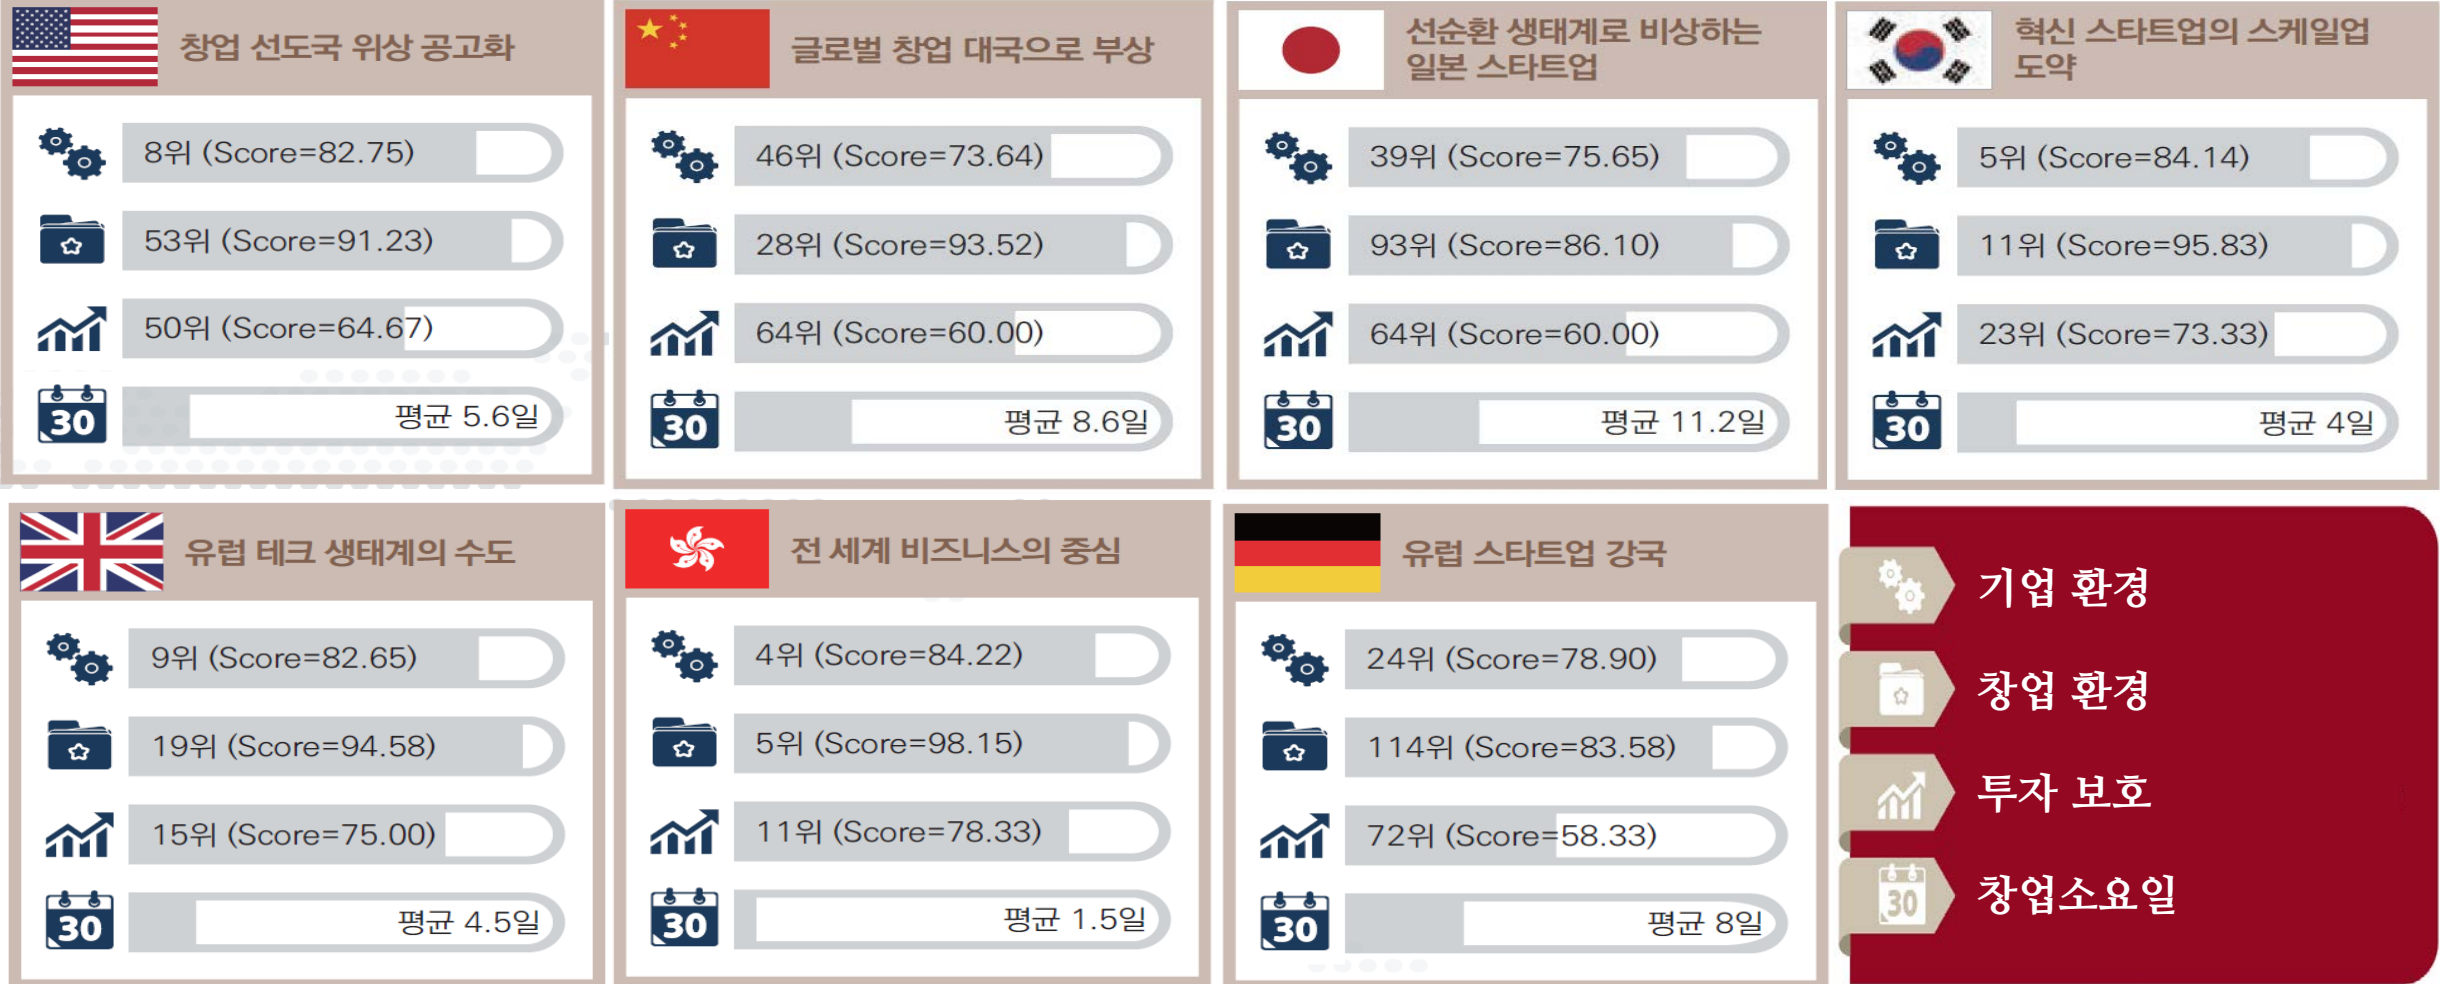 창업 선도국 위상 공고화
8위 (Score=82.75)
53위 (Score=91.23)
50위 (Score=64.67)
30
평균 5.6일
글로벌 창업 대국으로 부상
46위 (Score=73.64)
28위 (Score=93.52)
64위 (Score=60.00)
30
평균 8.6일
선순환 생태계로 비상하는
일본 스타트업
39위 (Score=75.65)
93위 (Score=86.10)
64위 (Score=60.00)
30
평균 11.2일
혁신 스타트업의 스케일업
도약
5위 (Score=84.14)
11위 (Score=95.83)
23위 (Score=73.33)
30
평균 4일
유럽 테크 생태계의 수도
9위 (Score=82.65)
19위 (Score=94.58)
15위 (Score=75.00)
30
평균 4.5일
전 세계 비즈니스의 중심
4위 (Score=84.22)
5위 (Score=98.15)
11위 (Score=78.33)
30
평균 1.5일
유럽 스타트업 강국
24위 (Score=78.90)
114위 (Score=83.58)
72위 (Score=58.33)
30
평균 8일
기업 환경
창업 환경
투자 보호
30
창업소요일